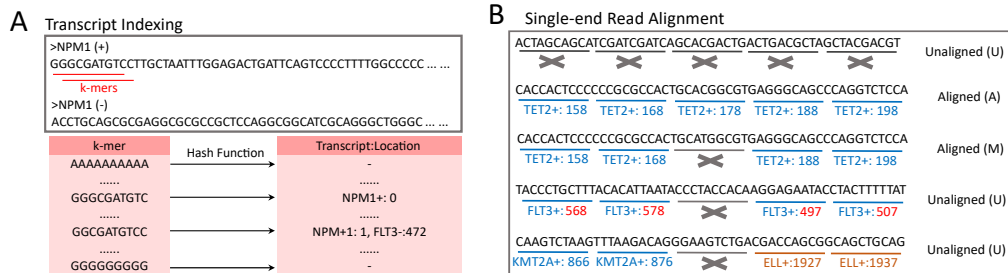 A
Transcript Indexing
>NPM1 (+)
GGGCGATGTCCTTGCTAATTTGGAGACTGATTCAGTCCCCTTTTGGCCCCC ... ...
k-mers
>NPM1 (-)
ACCTGCAGCGCGAGGCGCGCCGCTCCAGGCGGCATCGCAGGGCTGGGC ... ...
k-mer
Hash Function
Transcript:Location
AAAAAAAAAA
-
......
......
GGGCGATGTC
NPM1+: 0
......
......
GGCGATGTCC
NPM+1: 1, FLT3-:472
......
......
GGGGGGGGG
-
B
Single-end Read Alignment
ACTAGCAGCATCGATCGATCAGCACGACTGACTGACGCTAGCTACGACGT
Unaligned (U)
CACCACTCCCCCCGCGCCACTGCACGGCGTGAGGGCAGCCCAGGTCTCCA
TET2+: 158 TET2+: 168 TET2+: 178 TET2+: 188 TET2+: 198
Aligned (A)
CACCACTCCCCCCGCGCCACTGCATGGCGTGAGGGCAGCCCAGGTCTCCA
TET2+: 158 TET2+: 168 TET2+: 188 TET2+: 198
Aligned (M)
TACCCTGCTTTACACATTAATACCCTACCACAAGGAGAATACCTACTTTTTAT
FLT3+: 568 FLT3+: 578 FLT3+: 497 FLT3+: 507
Unaligned (U)
CAAGTCTAAGTTTAAGACAGGGAAGTCTGACGACCAGCGGCAGCTGCAG
KMT2A+: 866 KMT2A+: 876 ELL+:1927 ELL+:1937
Unaligned (U)